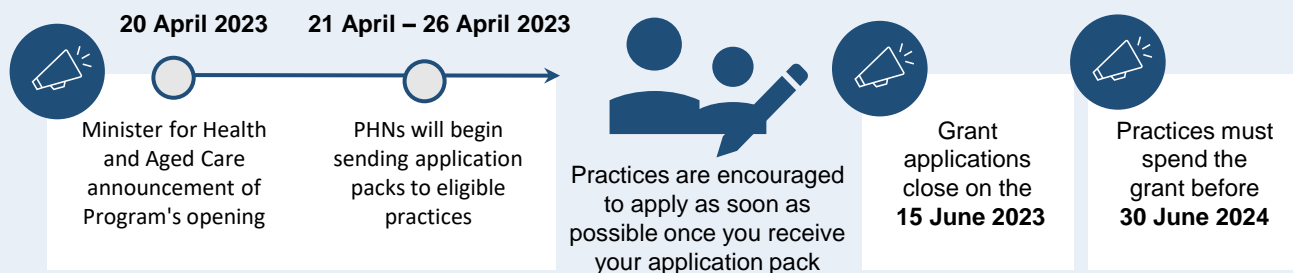 20 April 2023
21 April – 26 April 2023
Minister for Health
and Aged Care
announcement of
Program's opening
PHNs will begin
sending application
packs to eligible
practices
Practices are encouraged
to apply as soon as
possible once you receive
your application pack
Grant
applications
close on the
15 June 2023
Practices must
spend the
grant before
30 June 2024